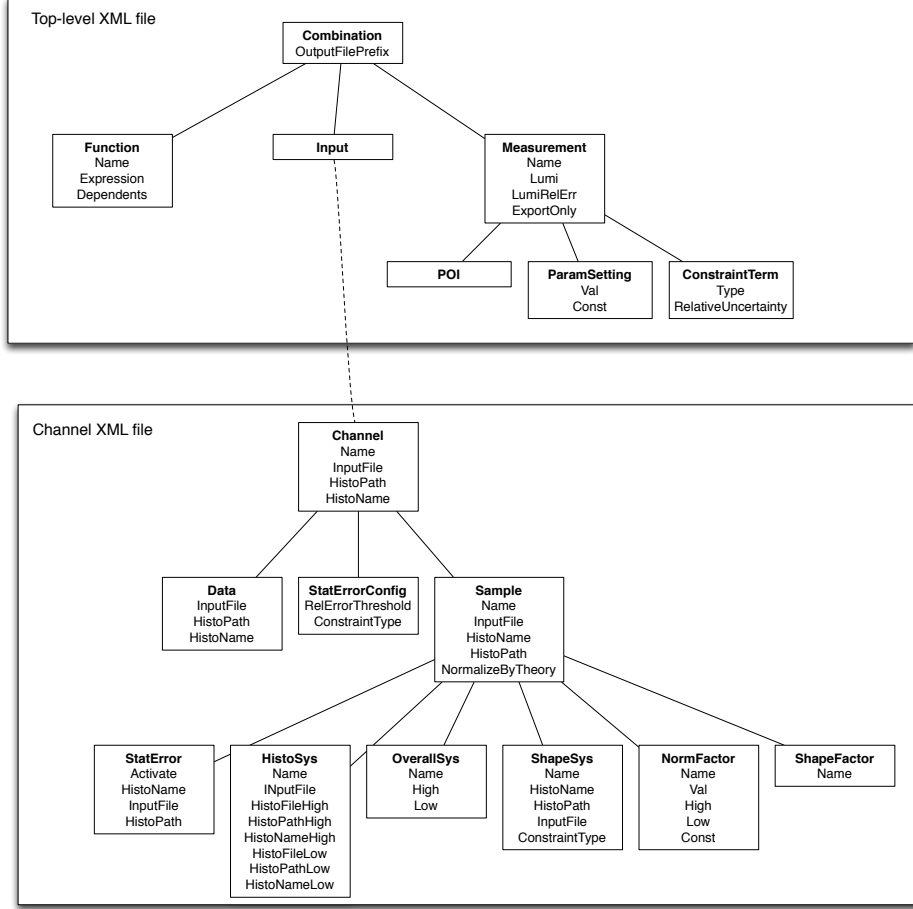 Top-level XML file
Combination
OutputFilePrefix
Function
Name
Expression
Dependents
Input
Measurement
Name
Lumi
LumiRelErr
ExportOnly
POI
ParamSetting
Val
Const
ConstraintTerm
Type
RelativeUncertainty
Channel XML file
Channel
Name
InputFile
HistoPath
HistoName
Data
InputFile
HistoPath
HistoName
StatErrorConfig
RelErrorThreshold
ConstraintType
Sample
Name
InputFile
HistoName
HistoPath
NormalizeByTheory
StatError
Activate
HistoName
InputFile
HistoPath
HistoSys
Name
INputFile
HistoFileHigh
HistoPathHigh
HistoNameHigh
HistoFileLow
HistoPathLow
HistoNameLow
OverallSys
Name
High
Low
ShapeSys
Name
HistoName
HistoPath
InputFile
ConstraintType
NormFactor
Name
Val
High
Low
Const
ShapeFactor
Name